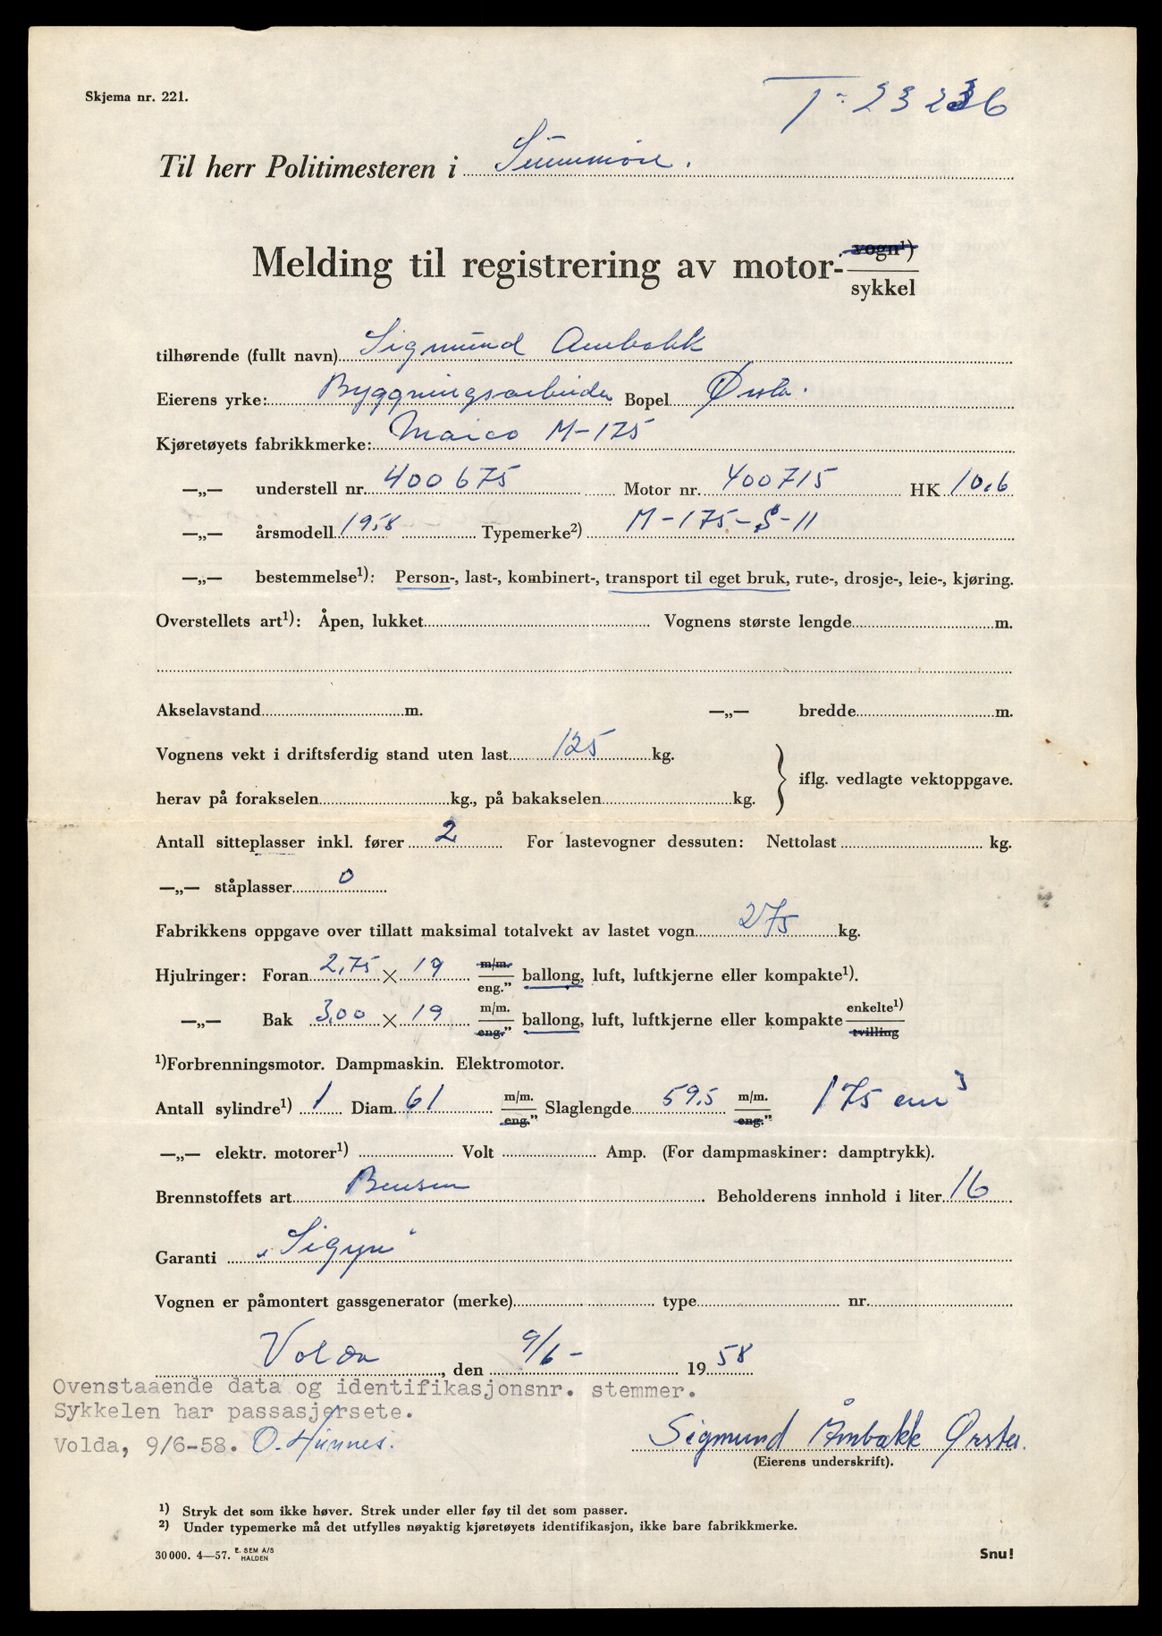 Skjema nr. 221.
T- 23236
Til herr Politimesteren i Sunnmöre.
Melding til registrering av motor- vogn¹)
sykkel
tilhørende (fullt navn) Sigmund Aambakk
Eierens yrke: Byggningsarbeider Bopel Ørsta.
Kjøretøyets fabrikkmerke: Maico M-175
—„— understell nr. 400675 Motor nr. 400715 HK 10,6
—„— årsmodell 1958 Typemerke²) M-175-S-11
—„— bestemmelse¹): Person-, last-, kombinert-, transport til eget bruk, rute-, drosje-, leie-, kjøring.
Overstellets art¹): Åpen, lukket Vognens største lengde m.
Akselavstand m. —„— bredde m.
Vognens vekt i driftsferdig stand uten last 125 kg.
iflg. vedlagte vektoppgave.
herav på forakselen kg., på bakakselen kg.
Antall sitteplasser inkl. fører 2 For lastevogner dessuten: Nettolast kg.
—„— ståplasser 0
Fabrikkens oppgave over tillatt maksimal totalvekt av lastet vogn 275 kg.
Hjulringer: Foran 2,75 × 19 m/m. eng." ballong, luft, luftkjerne eller kompakte¹).
—„— Bak 3,00 × 19 m/m. eng." ballong, luft, luftkjerne eller kompakte enkelte¹) tvilling
¹)Forbrenningsmotor. Dampmaskin. Elektromotor.
Antall sylindre¹) 1 Diam. 61 m/m. eng." Slaglengde 59,5 m/m. eng." 175 cm³
—„— elektr. motorer¹) Volt Amp. (For dampmaskiner: damptrykk).
Brennstoffets art Bensin Beholderens innhold i liter 16
Garanti „Sigyn"
Vognen er påmontert gassgenerator (merke) type nr.
Volda, den 9/6- 1958
Ovenstaaende data og identifikasjonsnr. stemmer.
Sykkelen har passasjersete.
Volda, 9/6-58. O. Hunnes.
Sigmund Åmbakk Ørsta.
(Eierens underskrift).
¹) Stryk det som ikke høver. Strek under eller føy til det som passer.
²) Under typemerke må det utfylles nøyaktig kjøretøyets identifikasjon, ikke bare fabrikkmerke.
30000. 4—57. E. SEM A/S HALDEN
Snu!